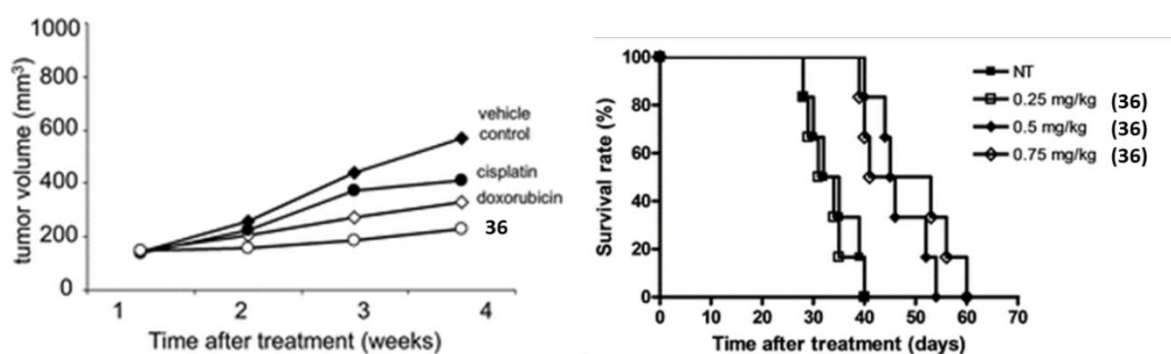 1000
800
600
400
200
0
tumor volume (mm³)
vehicle
control
cisplatin
doxorubicin
36
1 2 3 4
Time after treatment (weeks)
100
80
60
40
20
0
Survival rate (%)
NT
0.25 mg/kg (36)
0.5 mg/kg (36)
0.75 mg/kg (36)
0 10 20 30 40 50 60 70
Time after treatment (days)